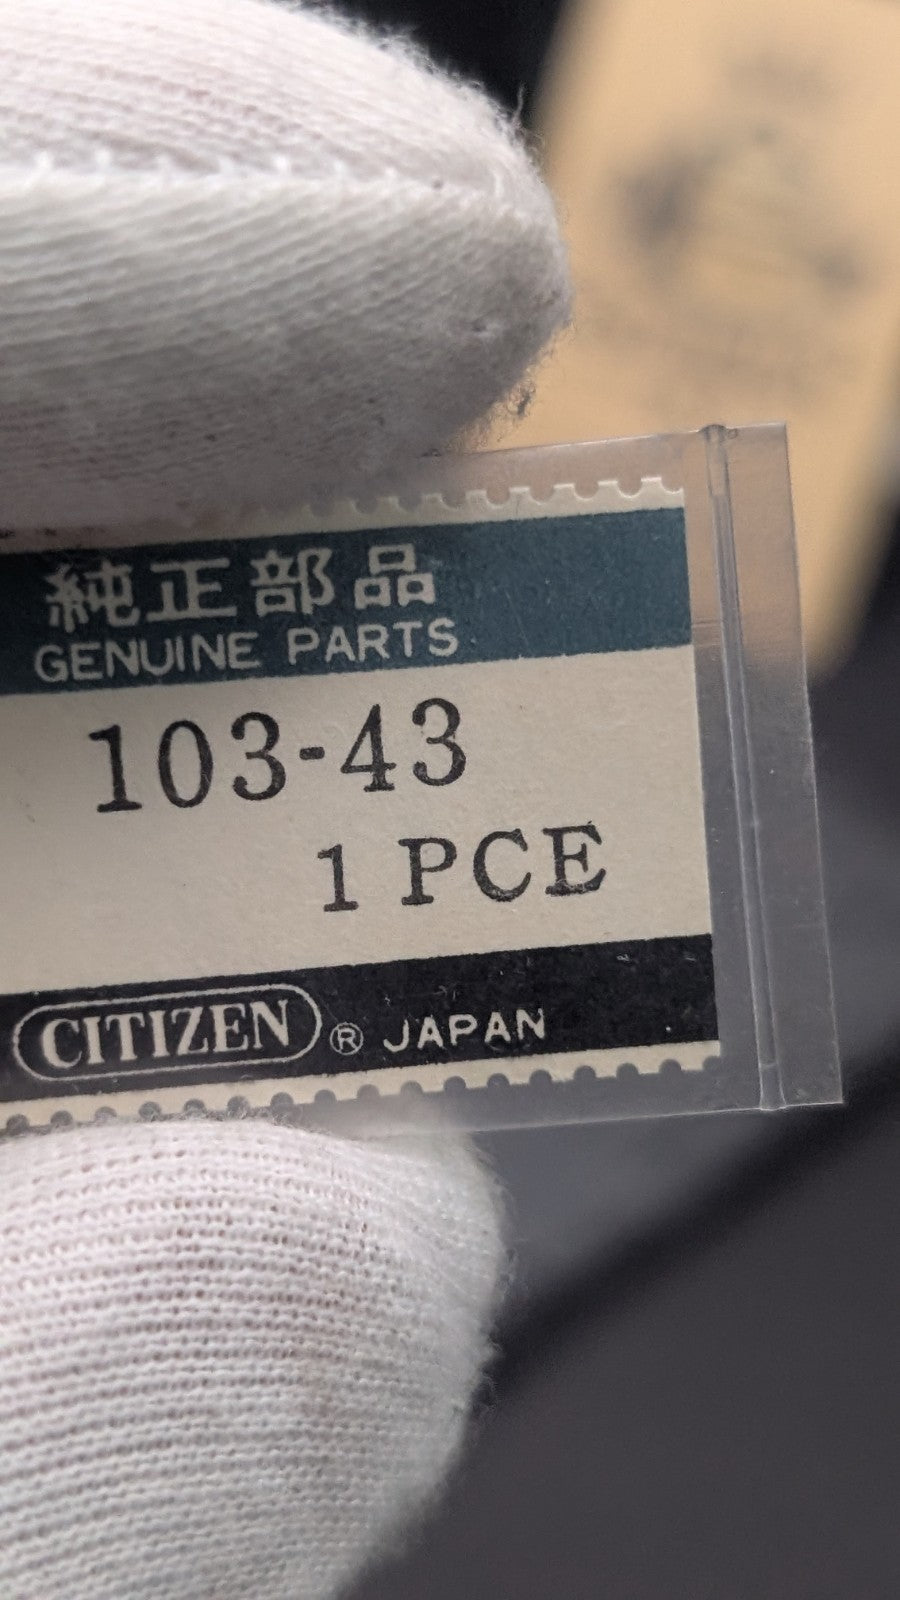 純正部品
GENUINE PARTS
103-43
1 PCE
CITIZEN ® JAPAN